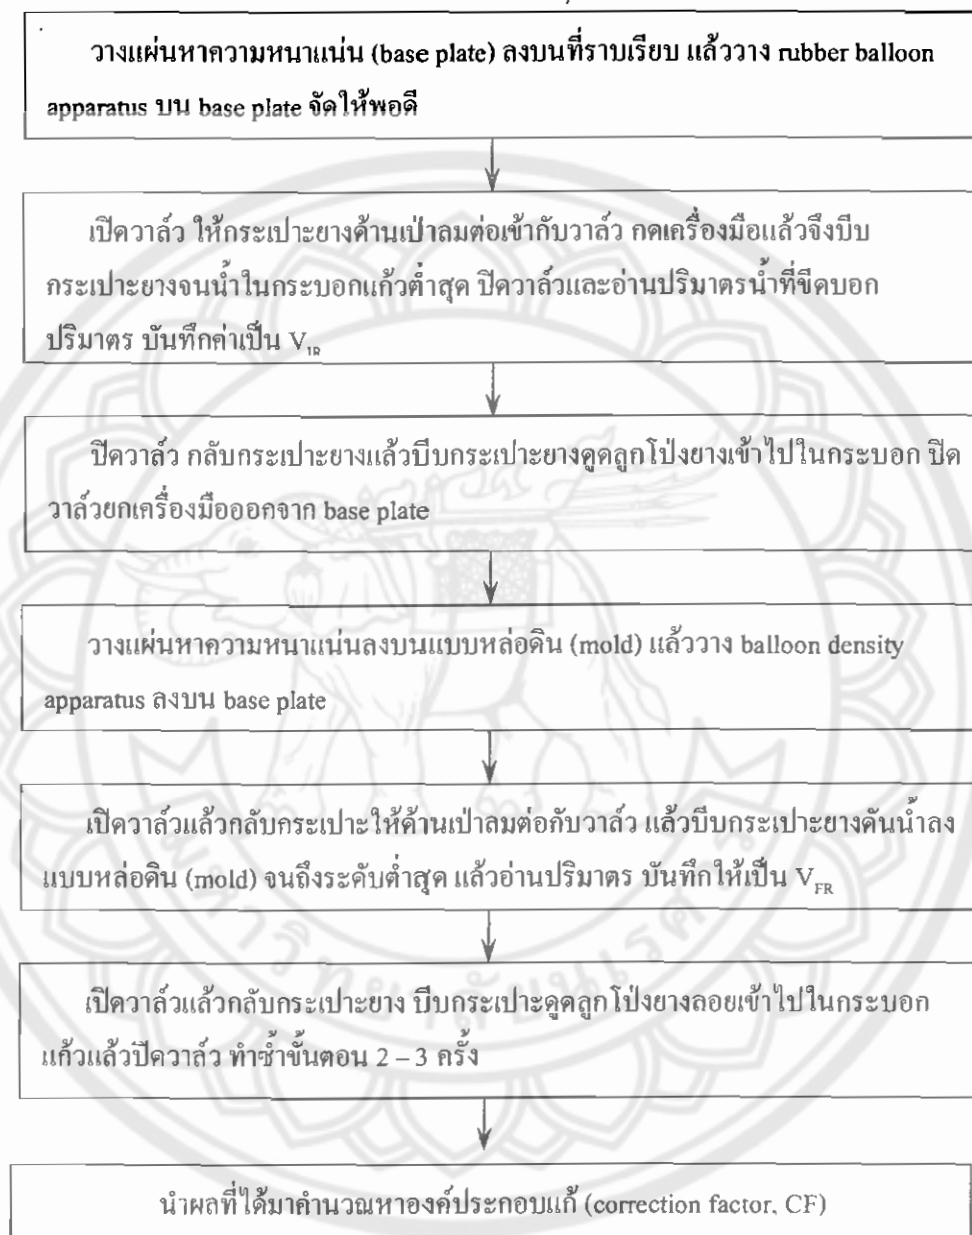 วางแผ่นหาความหนาแน่น (base plate) ลงบนที่ราบเรียบ แล้ววาง rubber balloon
apparatus บน base plate จัดให้พอดี
เปิดวาล์ว ให้กระเปาะยางด้านเป่าลมต่อเข้ากับวาล์ว กดเครื่องมือแล้วจึงบีบ
กระเปาะยางจนน้ำในกระบอกแก้วต่ำสุด ปิดวาล์วและอ่านปริมาตรน้ำที่ขีดบอก
ปริมาตร บันทึกค่าเป็น V_IR
ปิดวาล์ว กลับกระเปาะยางแล้วบีบกระเปาะยางดูดลูกโป่งยางเข้าไปในกระบอก ปิด
วาล์วยกเครื่องมือออกจาก base plate
วางแผ่นหาความหนาแน่นลงบนแบบหล่อดิน (mold) แล้ววาง balloon density
apparatus ลงบน base plate
เปิดวาล์วแล้วกลับกระเปาะให้ด้านเป่าลมต่อกับวาล์ว แล้วบีบกระเปาะยางดันน้ำลง
แบบหล่อดิน (mold) จนถึงระดับต่ำสุด แล้วอ่านปริมาตร บันทึกให้เป็น V_FR
เปิดวาล์วแล้วกลับกระเปาะยาง บีบกระเปาะดูดลูกโป่งยางลอยเข้าไปในกระบอก
แก้วแล้วปิดวาล์ว ทำซ้ำขั้นตอน 2 – 3 ครั้ง
นำผลที่ได้มาคำนวณหาองค์ประกอบแก้ (correction factor, CF)
มหาวิทยาลัยนเรศวร